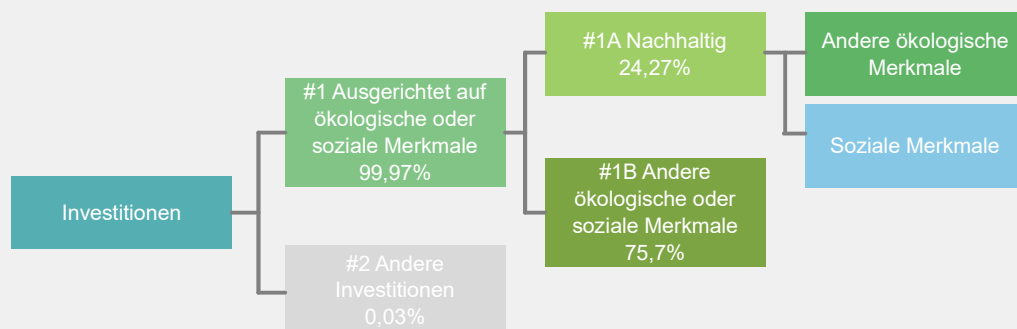 Investitionen
#1 Ausgerichtet auf
ökologische oder
soziale Merkmale
99,97%
#2 Andere
Investitionen
0,03%
#1A Nachhaltig
24,27%
#1B Andere
ökologische oder
soziale Merkmale
75,7%
Andere ökologische
Merkmale
Soziale Merkmale